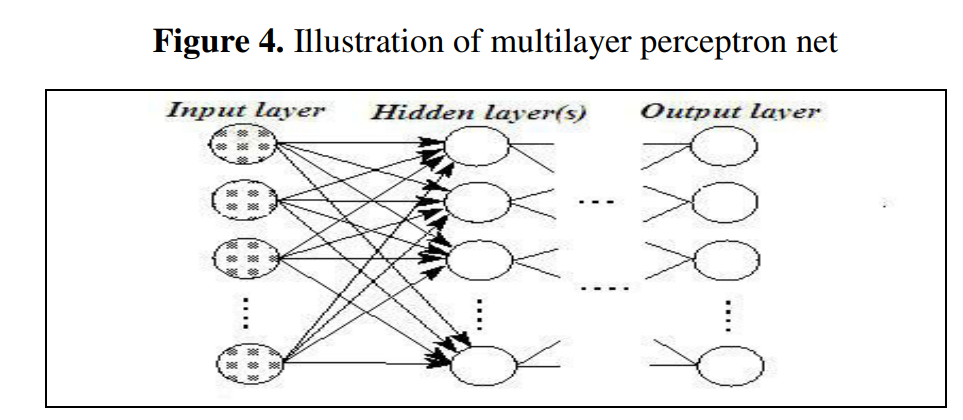 Figure 4. Illustration of multilayer perceptron net
Input layer Hidden layer(s) Output layer